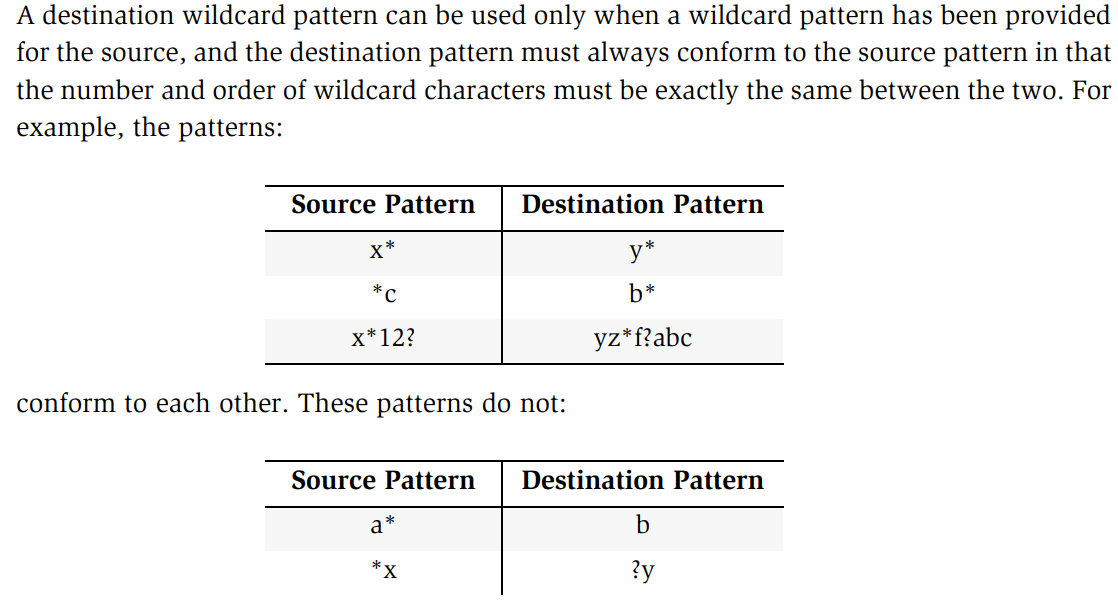 A destination wildcard pattern can be used only when a wildcard pattern has been provided
for the source, and the destination pattern must always conform to the source pattern in that
the number and order of wildcard characters must be exactly the same between the two. For
example, the patterns:
Source Pattern Destination Pattern
x* y*
*c b*
x*12? yz*f?abc
conform to each other. These patterns do not:
Source Pattern Destination Pattern
a* b
*x ?y